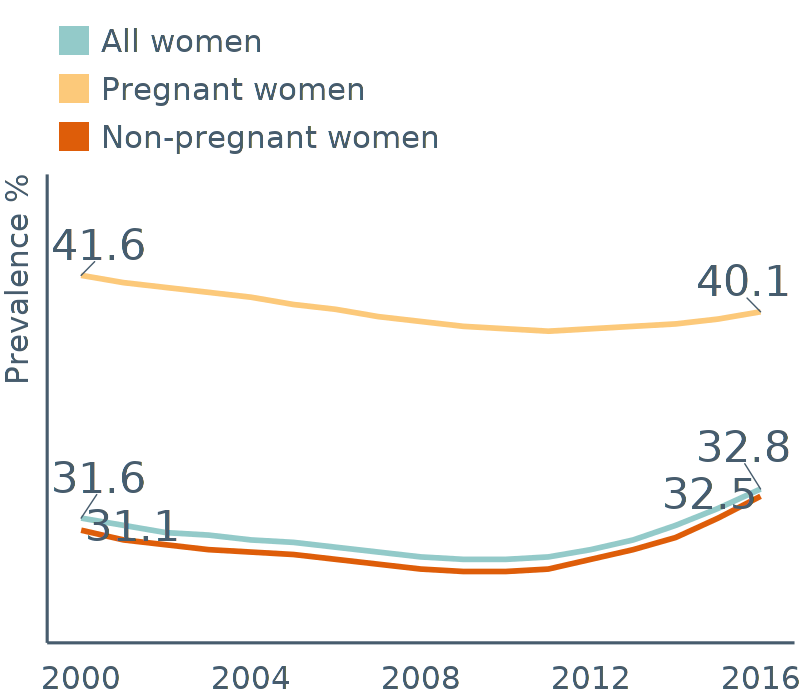 All women
Pregnant women
Non-pregnant women
Prevalence %
41.6
40.1
32.8
31.6
32.5
31.1
2000 2004 2008 2012 2016